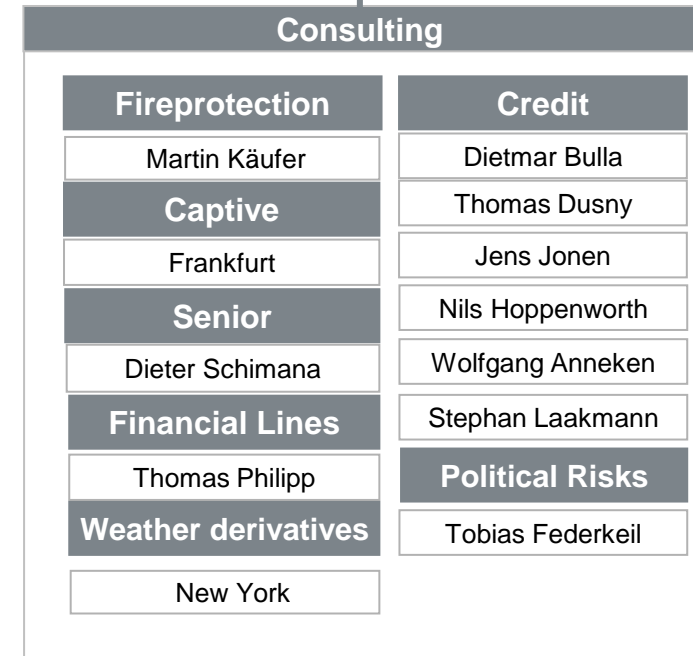 Consulting
Fireprotection
Martin Käufer
Captive
Frankfurt
Senior
Dieter Schimana
Financial Lines
Thomas Philipp
Weather derivatives
New York
Credit
Dietmar Bulla
Thomas Dusny
Jens Jonen
Nils Hoppenworth
Wolfgang Anneken
Stephan Laakmann
Political Risks
Tobias Federkeil